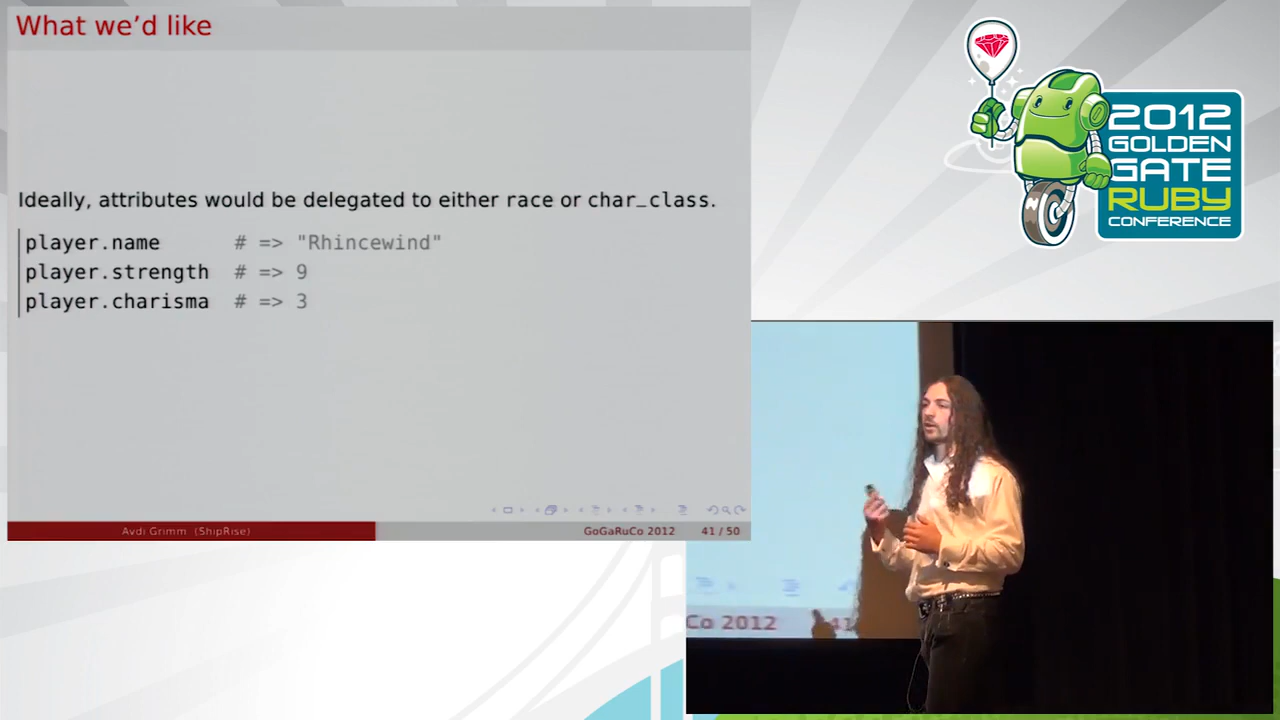 What we'd like
Ideally, attributes would be delegated to either race or char_class.
player.name # => "Rhincewind"
player.strength # => 9
player.charisma # => 3
Avdi Grimm (ShipRise)
GoGaRuCo 2012 41 / 50
2012
GOLDEN
GATE
RUBY
CONFERENCE
Co 2012 41